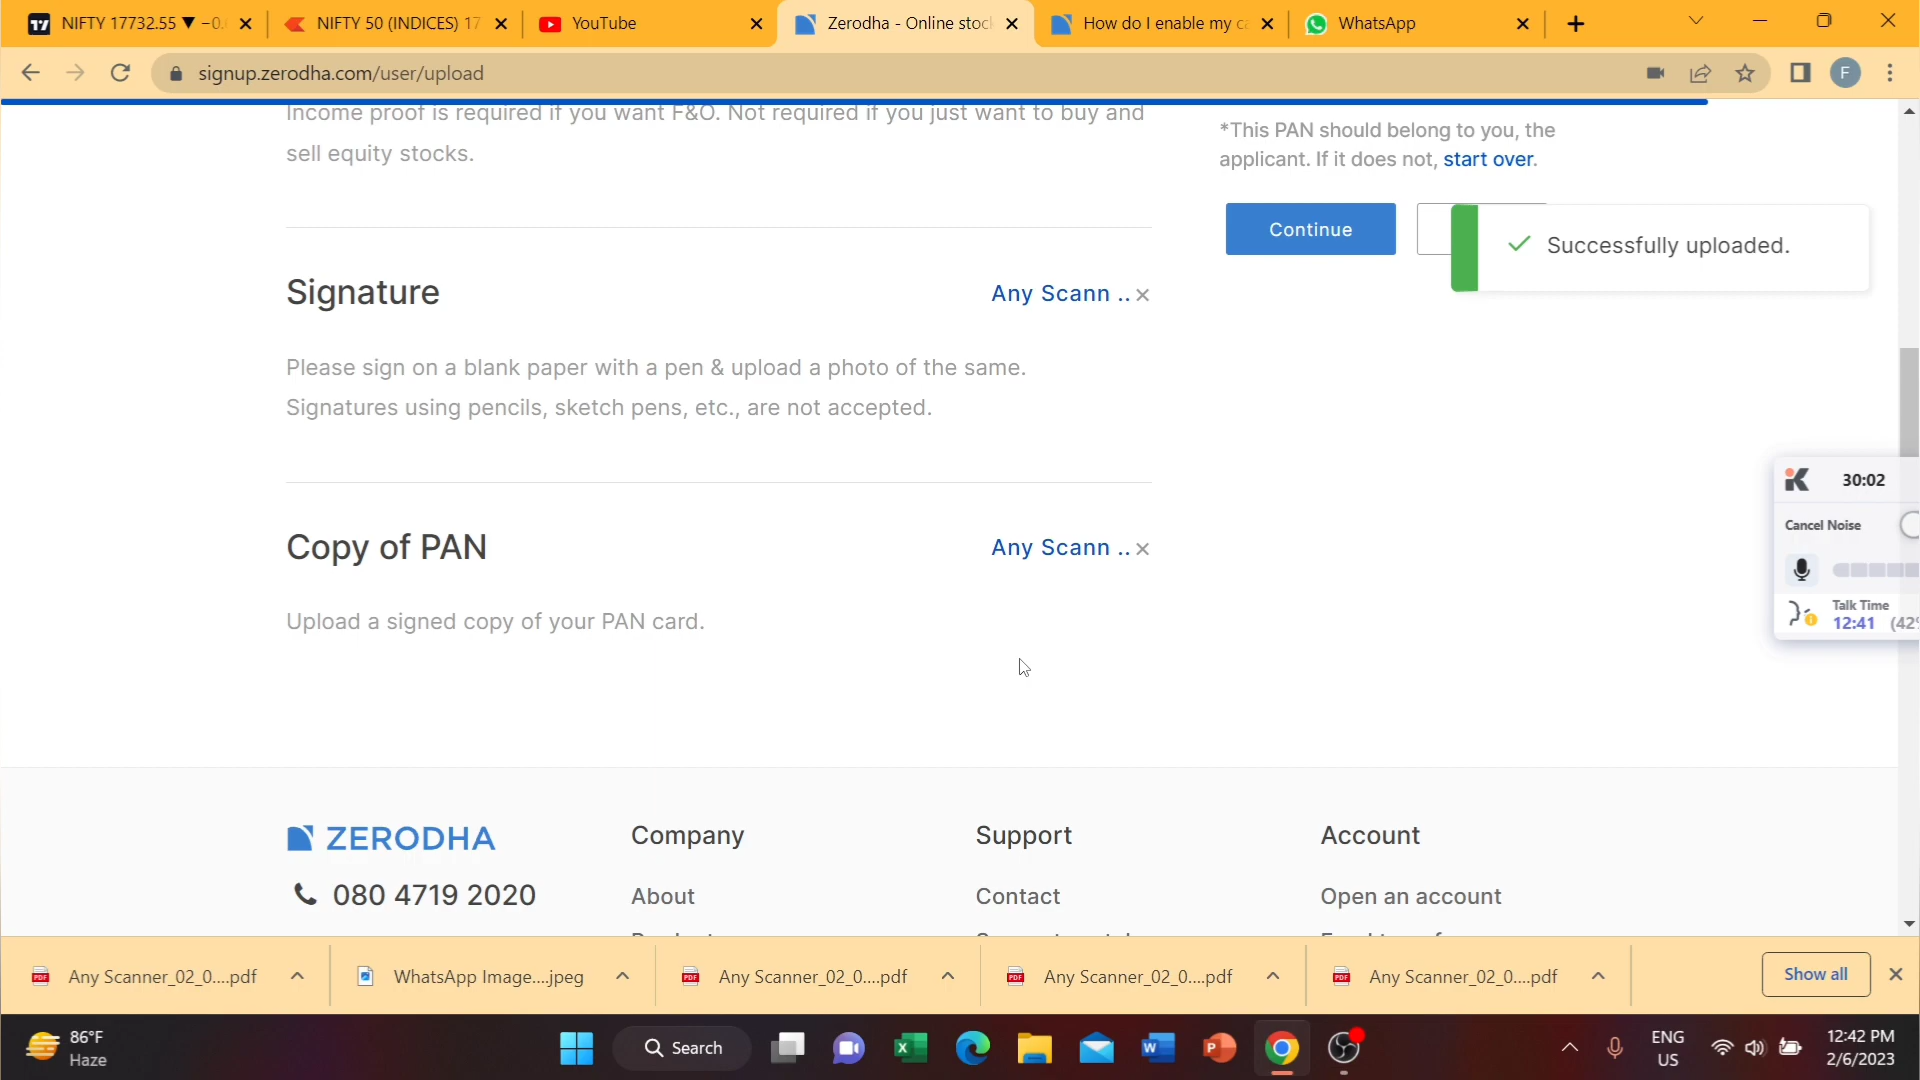 NIFTY 17732.55 ▼ −0.
NIFTY 50 (INDICES) 17
YouTube
Zerodha - Online stoc
How do I enable my ca
WhatsApp
signup.zerodha.com/user/upload
F
Income proof is required if you want F&O. Not required if you just want to buy and
sell equity stocks.
*This PAN should belong to you, the
applicant. If it does not, start over.
Continue
Successfully uploaded.
Signature
Any Scann ..
Please sign on a blank paper with a pen & upload a photo of the same.
Signatures using pencils, sketch pens, etc., are not accepted.
Copy of PAN
Any Scann ..
Upload a signed copy of your PAN card.
30:02
Cancel Noise
Talk Time
12:41 (42%
ZERODHA
080 4719 2020
Company
About
Support
Contact
Account
Open an account
Any Scanner_02_0....pdf
WhatsApp Image....jpeg
Any Scanner_02_0....pdf
Any Scanner_02_0....pdf
Any Scanner_02_0....pdf
Show all
86°F
Haze
Search
ENG
US
12:42 PM
2/6/2023